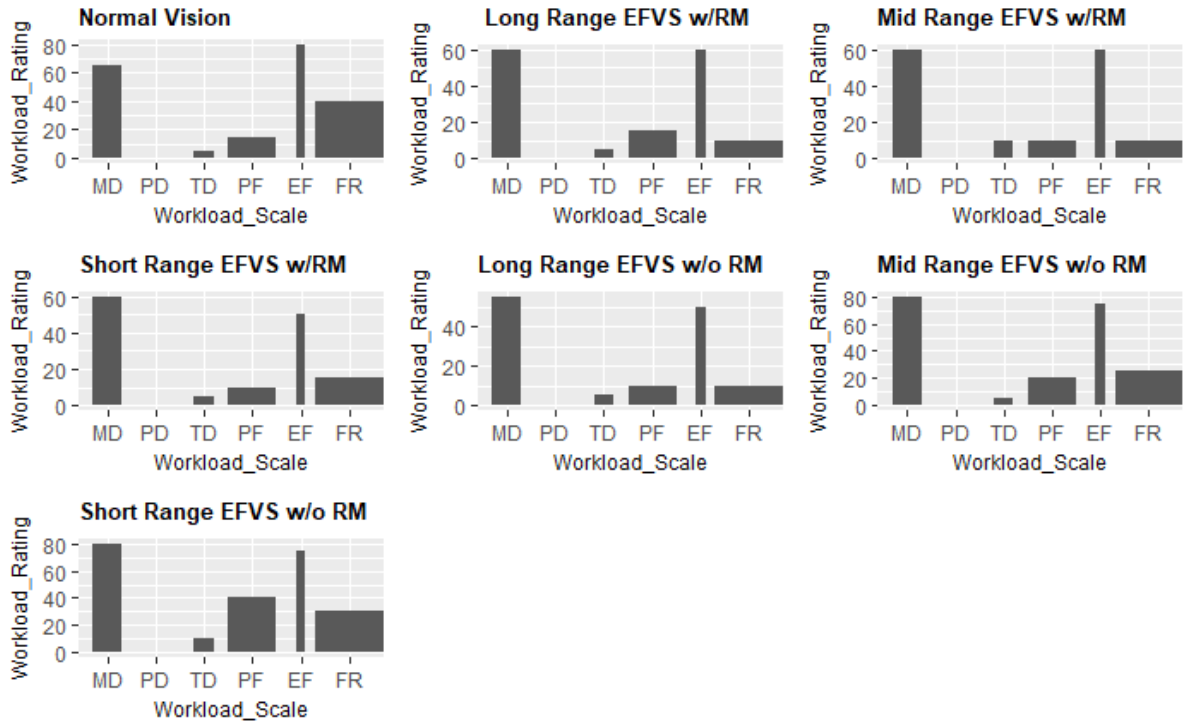 Normal Vision
Workload_Rating
80
60
40
20
0
MD PD TD PF EF FR
Workload_Scale
Long Range EFVS w/RM
Workload_Rating
60
40
20
0
MD PD TD PF EF FR
Workload_Scale
Mid Range EFVS w/RM
Workload_Rating
60
40
20
0
MD PD TD PF EF FR
Workload_Scale
Short Range EFVS w/RM
Workload_Rating
60
40
20
0
MD PD TD PF EF FR
Workload_Scale
Long Range EFVS w/o RM
Workload_Rating
40
20
0
MD PD TD PF EF FR
Workload_Scale
Mid Range EFVS w/o RM
Workload_Rating
80
60
40
20
0
MD PD TD PF EF FR
Workload_Scale
Short Range EFVS w/o RM
Workload_Rating
80
60
40
20
0
MD PD TD PF EF FR
Workload_Scale